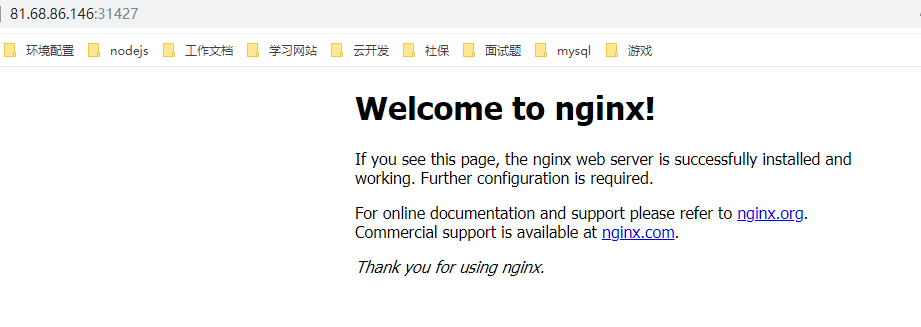 81.68.86.146:31427
环境配置 nodejs 工作文档 学习网站 云开发 社保 面试题 mysql 游戏
Welcome to nginx!
If you see this page, the nginx web server is successfully installed and
working. Further configuration is required.
For online documentation and support please refer to nginx.org.
Commercial support is available at nginx.com.
Thank you for using nginx.